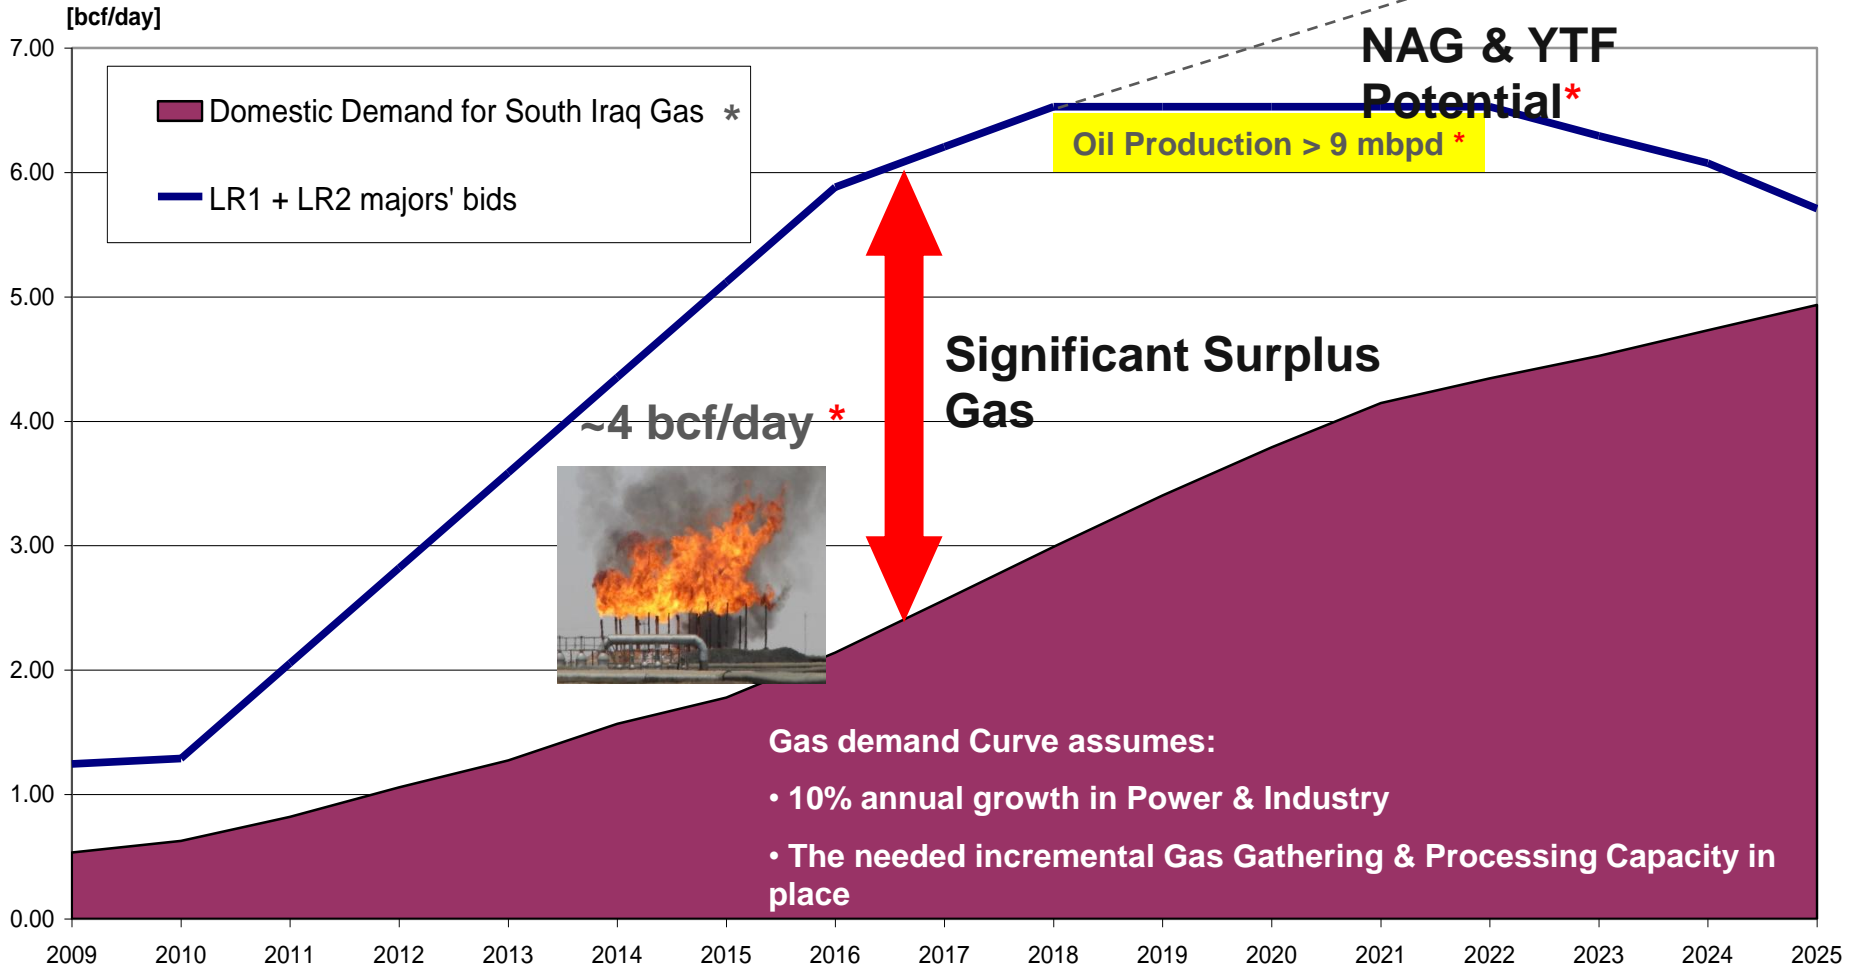 [bcf/day]
7.00
6.00
5.00
4.00
3.00
2.00
1.00
0.00
Domestic Demand for South Iraq Gas *
LR1 + LR2 majors' bids
NAG & YTF
Potential*
Oil Production > 9 mbpd *
Significant Surplus
Gas
~4 bcf/day *
Gas demand Curve assumes:
• 10% annual growth in Power & Industry
• The needed incremental Gas Gathering & Processing Capacity in
place
2009 2010 2011 2012 2013 2014 2015 2016 2017 2018 2019 2020 2021 2022 2023 2024 2025